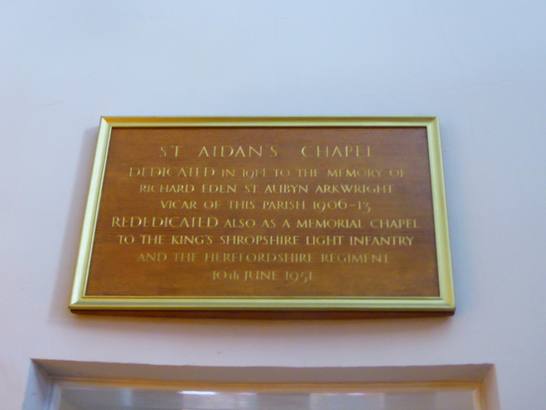 ST AIDAN'S CHAPEL
DEDICATED IN 1914 TO THE MEMORY OF
RICHARD EDEN ST AUBYN ARKWRIGHT
VICAR OF THIS PARISH 1906-13
REDEDICATED ALSO AS A MEMORIAL CHAPEL
TO THE KING'S SHROPSHIRE LIGHT INFANTRY
AND THE HEREFORDSHIRE REGIMENT
10th JUNE 1951